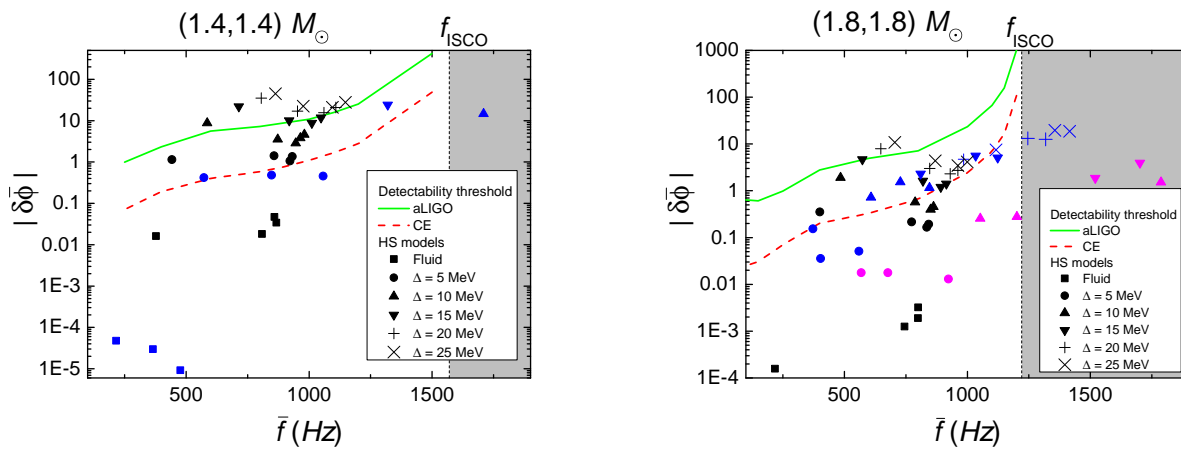 (1.4,1.4) M☉
f_ISCO
|δϕ̄|
100
10
1
0.1
0.01
1E-3
1E-4
1E-5
500
1000
1500
f̄ (Hz)
Detectability threshold
aLIGO
CE
HS models
Fluid
Δ = 5 MeV
Δ = 10 MeV
Δ = 15 MeV
Δ = 20 MeV
Δ = 25 MeV
(1.8,1.8) M☉
f_ISCO
|δϕ̄|
1000
100
10
1
0.1
0.01
1E-3
1E-4
500
1000
1500
f̄ (Hz)
Detectability threshold
aLIGO
CE
HS models
Fluid
Δ = 5 MeV
Δ = 10 MeV
Δ = 15 MeV
Δ = 20 MeV
Δ = 25 MeV